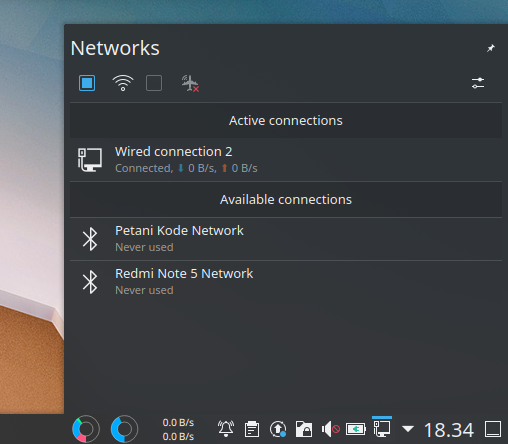 Networks
Active connections
Wired connection 2
Connected, ⬇ 0 B/s, ⬆ 0 B/s
Available connections
Petani Kode Network
Never used
Redmi Note 5 Network
Never used
0.0 B/s
0.0 B/s
18.34